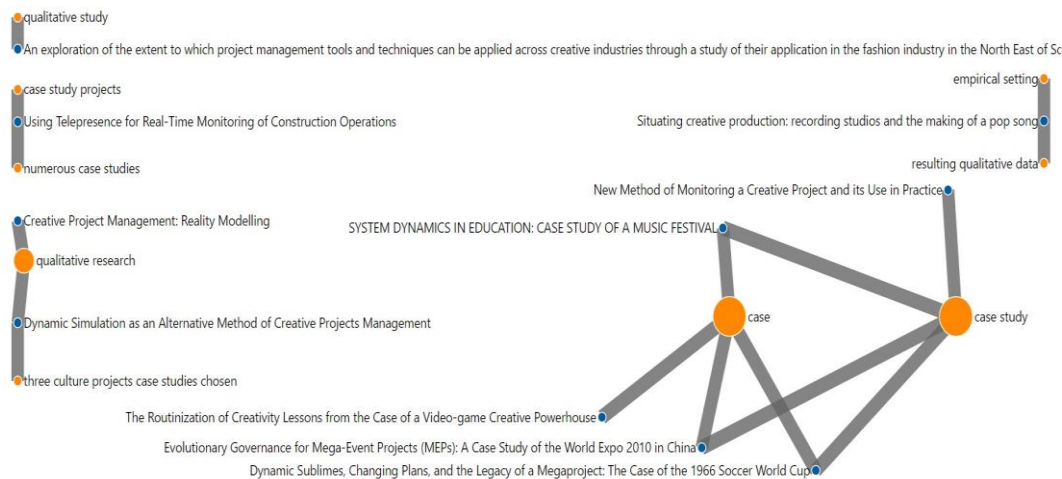 qualitative study
An exploration of the extent to which project management tools and techniques can be applied across creative industries through a study of their application in the fashion industry in the North East of Sc
case study projects
empirical setting
Using Telepresence for Real-Time Monitoring of Construction Operations
Situating creative production: recording studios and the making of a pop song
numerous case studies
resulting qualitative data
New Method of Monitoring a Creative Project and its Use in Practice
Creative Project Management: Reality Modelling
SYSTEM DYNAMICS IN EDUCATION: CASE STUDY OF A MUSIC FESTIVAL
qualitative research
case
case study
Dynamic Simulation as an Alternative Method of Creative Projects Management
three culture projects case studies chosen
The Routinization of Creativity Lessons from the Case of a Video-game Creative Powerhouse
Evolutionary Governance for Mega-Event Projects (MEPs): A Case Study of the World Expo 2010 in China
Dynamic Sublimes, Changing Plans, and the Legacy of a Megaproject: The Case of the 1966 Soccer World Cup